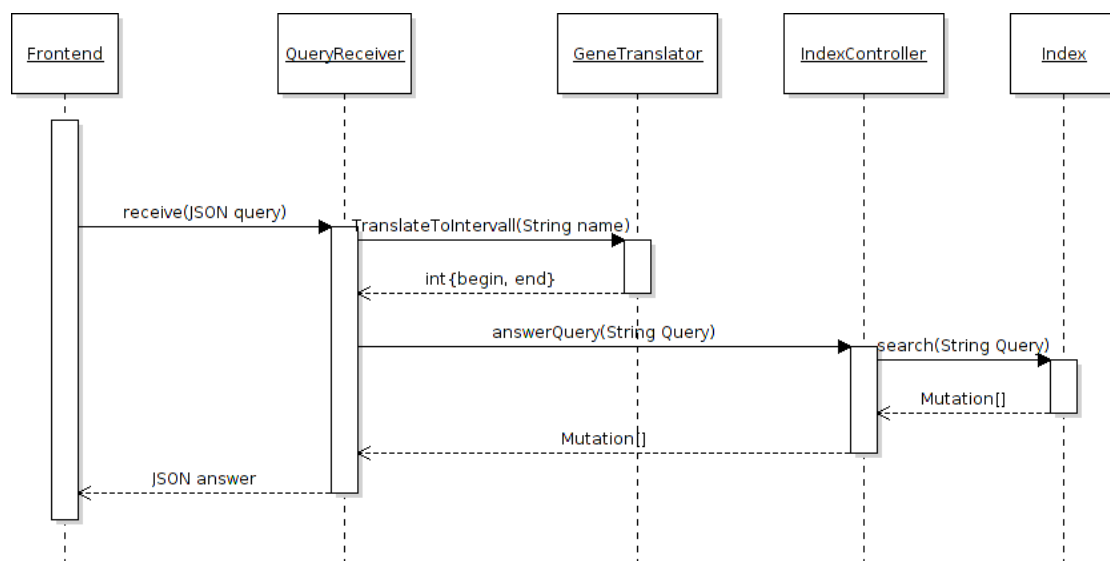 Frontend
QueryReceiver
GeneTranslator
IndexController
Index
receive(JSON query)
TranslateToIntervall(String name)
int{begin, end}
answerQuery(String Query)
search(String Query)
Mutation[]
Mutation[]
JSON answer